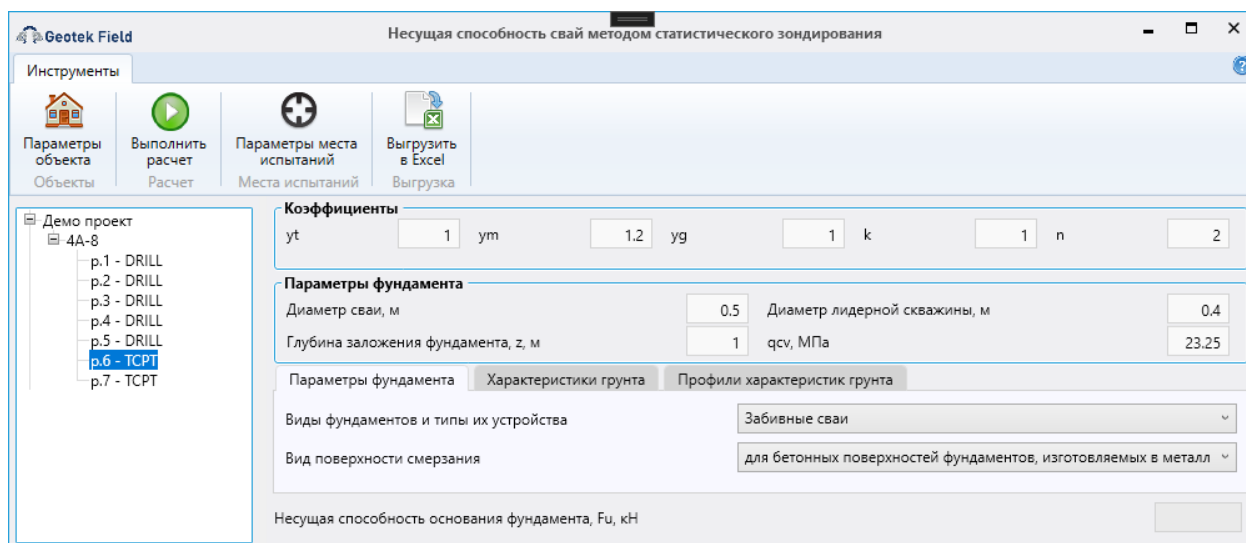 Geotek Field
Несущая способность свай методом статистического зондирования
Инструменты
Параметры объекта
Выполнить расчет
Параметры места испытаний
Выгрузить в Excel
Объекты
Расчет
Места испытаний
Выгрузка
Демо проект
4А-8
р.1 - DRILL
р.2 - DRILL
р.3 - DRILL
р.4 - DRILL
р.5 - DRILL
р.6 - TCPT
р.7 - TCPT
Коэффициенты
yt 1 ym 1.2 yg 1 k 1 n 2
Параметры фундамента
Диаметр сваи, м 0.5 Диаметр лидерной скважины, м 0.4
Глубина заложения фундамента, z, м 1 qcv, МПа 23.25
Параметры фундамента Характеристики грунта Профили характеристик грунта
Виды фундаментов и типы их устройства Забивные сваи
Вид поверхности смерзания для бетонных поверхностей фундаментов, изготовляемых в металл
Несущая способность основания фундамента, Fu, кН